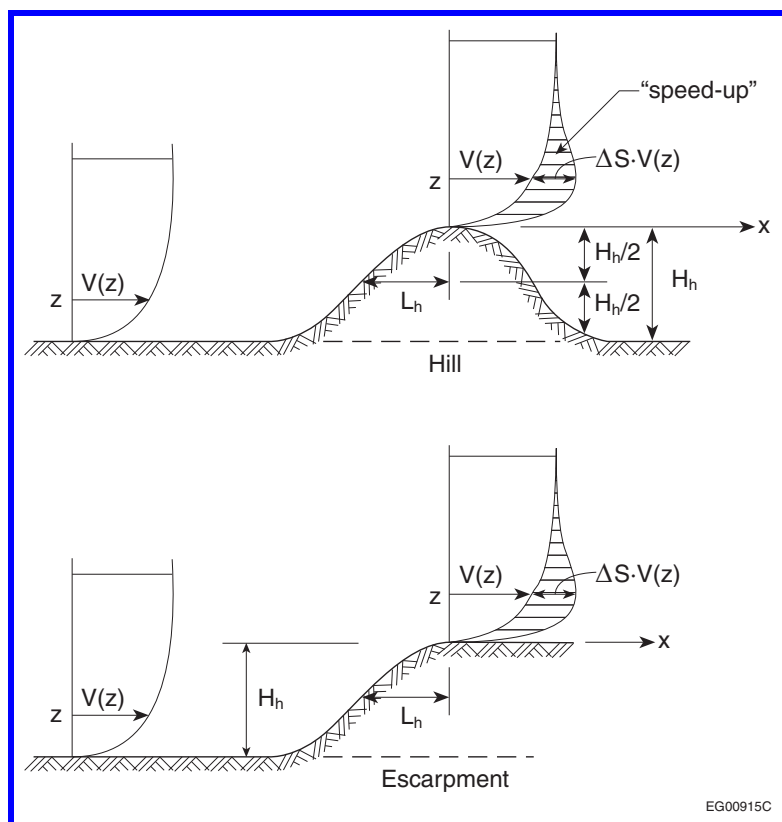 "speed-up"
V(z)
ΔS·V(z)
z
x
V(z)
Hₕ/2
z
Lₕ
Hₕ
Hₕ/2
Hill
V(z)
ΔS·V(z)
z
x
V(z)
Hₕ
z
Lₕ
Escarpment
EG00915C